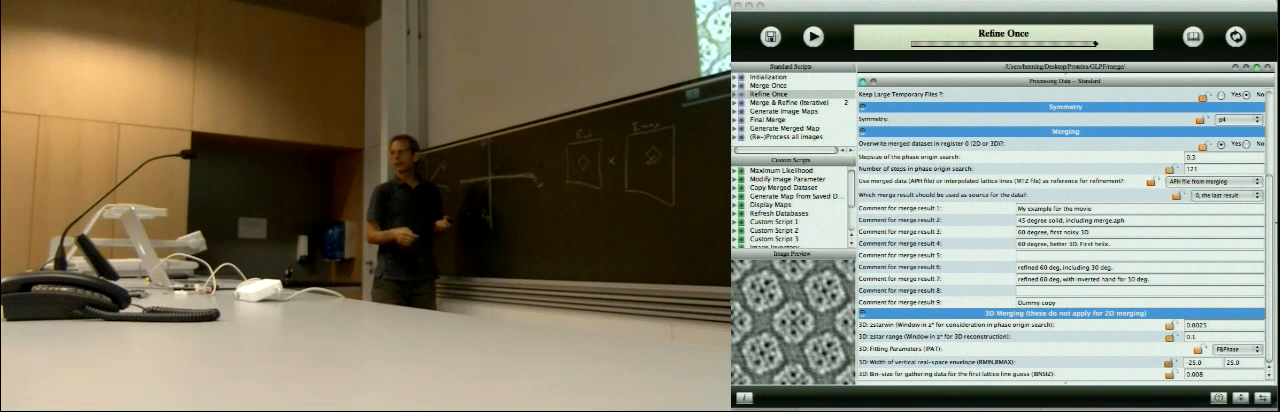 Refine Once
Standard Scripts
Initialization
Merge Once
Refine Once
Merge & Refine (iterative) 2
Generate Image Maps
Final Merge
Generate Merged Map
(Re-)Process all images
Custom Scripts
Maximum Likelihood
Modify Image Parameter
Copy Merged Dataset
Generate Map from Saved D...
Display Maps
Refresh Databases
Custom Script 1
Custom Script 2
Custom Script 3
Image Inventory
Image Preview
/Users/henning/Desktop/Proteins/GLPF/merge/
Processing Data -- Standard
Keep Large Temporary Files ?: Yes No
Symmetry
Symmetry: p4
Merging
Overwrite merged dataset in register 0 (2D or 3D)?: Yes No
Stepsize of the phase origin search: 0.3
Number of steps in phase origin search: 121
Use merged data (APH file) or interpolated lattice lines (MTZ file) as reference for refinement?: APH file from merging
Which merge result should be used as source for the data?: 0, the last result
Comment for merge result 1: My example for the movie
Comment for merge result 2: 45 degree solid, including merge.aph
Comment for merge result 3: 60 degree, first noisy 3D
Comment for merge result 4: 60 degree, better 3D. First helix.
Comment for merge result 5:
Comment for merge result 6: refined 60 deg, including 30 deg.
Comment for merge result 7: refined 60 deg, with inverted hand for 30 deg.
Comment for merge result 8:
Comment for merge result 9: Dummy copy
3D Merging (these do not apply for 2D merging)
3D: zstarwin (Window in z* for consideration in phase origin search): 0.0025
3D: zstar range (Window in z* for 3D reconstruction): 0.1
3D: Fitting Parameters (IPAT): F&Phase
3D: Width of vertical real-space envelope (RMIN,RMAX): -25.0 25.0
3D: Bin-size for gathering data for the first lattice line guess (BINSIZ): 0.008